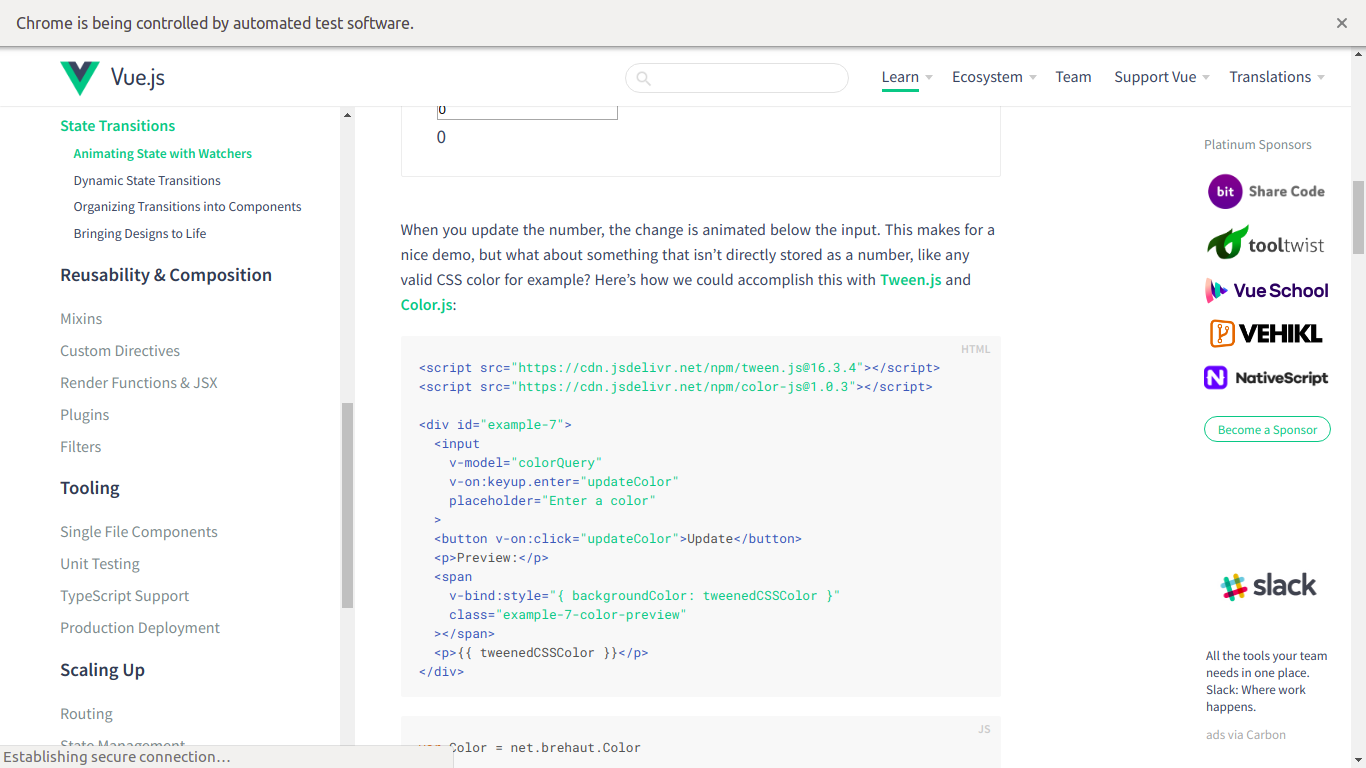 Chrome is being controlled by automated test software.
Vue.js
Learn
Ecosystem
Team
Support Vue
Translations
State Transitions
Animating State with Watchers
Dynamic State Transitions
Organizing Transitions into Components
Bringing Designs to Life
Reusability & Composition
Mixins
Custom Directives
Render Functions & JSX
Plugins
Filters
Tooling
Single File Components
Unit Testing
TypeScript Support
Production Deployment
Scaling Up
Routing
State Management
Establishing secure connection…
0
0
When you update the number, the change is animated below the input. This makes for a
nice demo, but what about something that isn’t directly stored as a number, like any
valid CSS color for example? Here’s how we could accomplish this with Tween.js and
Color.js:
HTML
<script src="https://cdn.jsdelivr.net/npm/tween.js@16.3.4"></script>
<script src="https://cdn.jsdelivr.net/npm/color-js@1.0.3"></script>
<div id="example-7">
<input
v-model="colorQuery"
v-on:keyup.enter="updateColor"
placeholder="Enter a color"
>
<button v-on:click="updateColor">Update</button>
<p>Preview:</p>
<span
v-bind:style="{ backgroundColor: tweenedCSSColor }"
class="example-7-color-preview"
></span>
<p>{{ tweenedCSSColor }}</p>
</div>
JS
var Color = net.brehaut.Color
Platinum Sponsors
bit Share Code
tooltwist
Vue School
VEHIKL
NativeScript
Become a Sponsor
slack
All the tools your team
needs in one place.
Slack: Where work
happens.
ads via Carbon